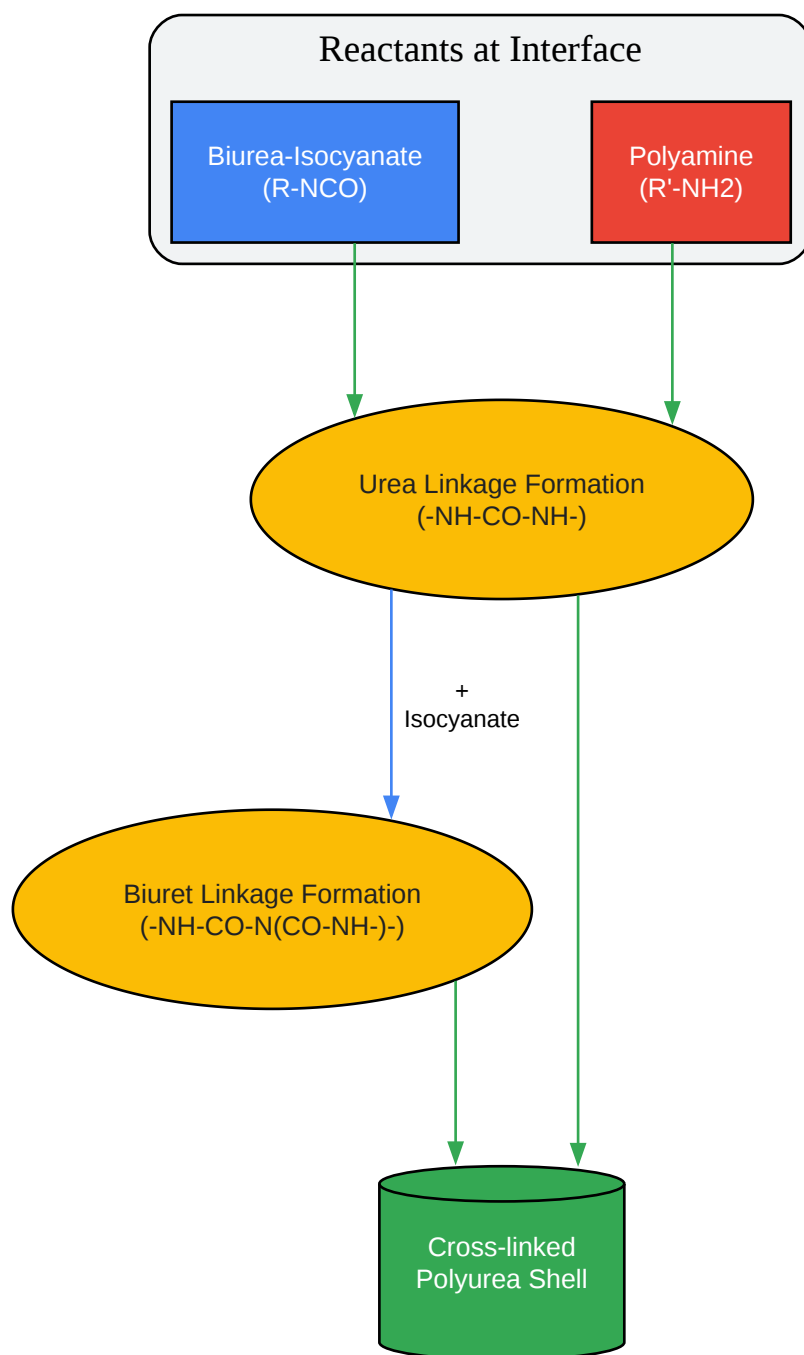 Reactants at Interface
Biurea-Isocyanate
(R-NCO)
Polyamine
(R'-NH2)
Urea Linkage Formation
(-NH-CO-NH-)
+
Isocyanate
Biuret Linkage Formation
(-NH-CO-N(CO-NH-)-)
Cross-linked
Polyurea Shell